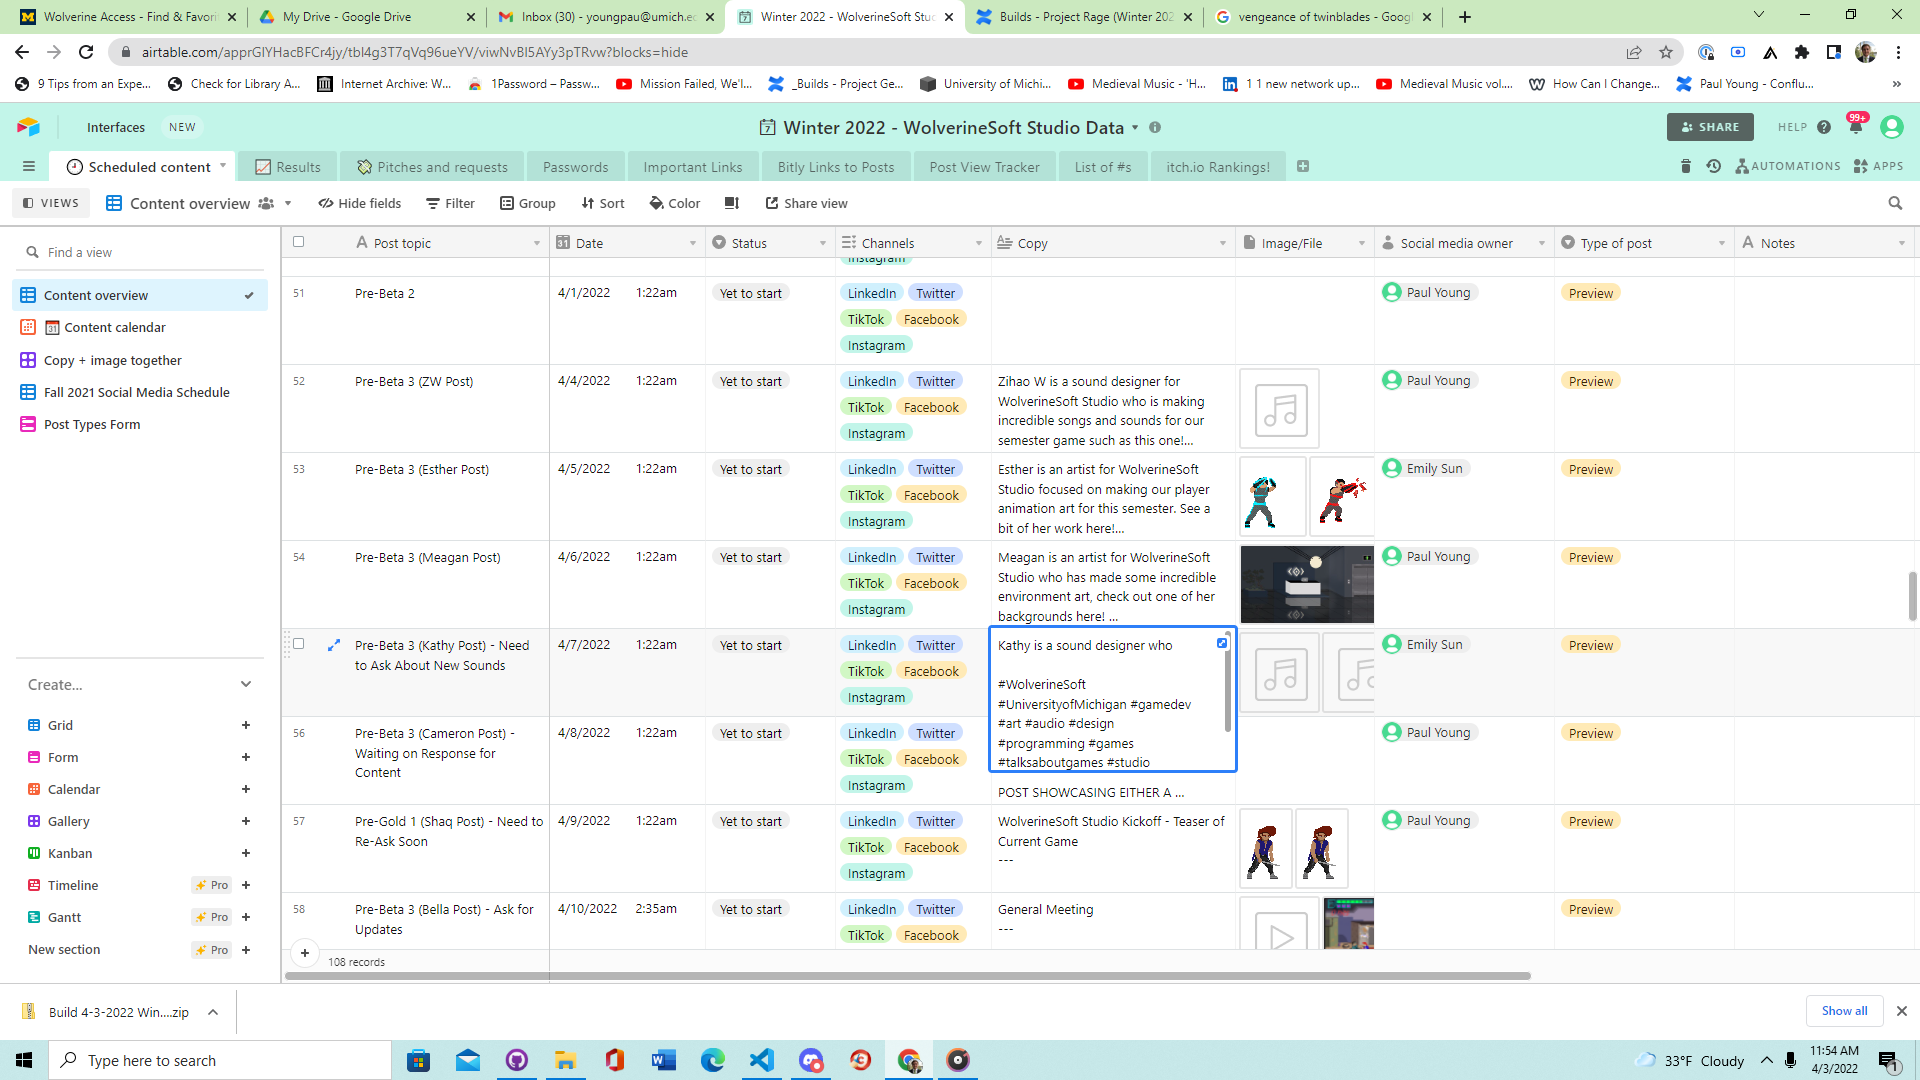 Wolverine Access - Find & Favori
My Drive - Google Drive
Inbox (30) - youngpau@umich.ec
Winter 2022 - WolverineSoft Stud
Builds - Project Rage (Winter 202
vengeance of twinblades - Googl
airtable.com/apprGlYHacBFCr4jy/tbl4g3T7qVq96ueYV/viwNvBI5AYy3pTRvw?blocks=hide
9 Tips from an Expe...
Check for Library A...
Internet Archive: W...
1Password – Passw...
Mission Failed, We'l...
_Builds - Project Ge...
University of Michi...
Medieval Music - 'H...
1 1 new network up...
Medieval Music vol....
How Can I Change...
Paul Young - Conflu...
»
Interfaces
NEW
Winter 2022 - WolverineSoft Studio Data
SHARE
HELP
99+
Scheduled content
Results
Pitches and requests
Passwords
Important Links
Bitly Links to Posts
Post View Tracker
List of #s
itch.io Rankings!
AUTOMATIONS
APPS
VIEWS
Content overview
Hide fields
Filter
Group
Sort
Color
Share view
Find a view
Content overview
Content calendar
Copy + image together
Fall 2021 Social Media Schedule
Post Types Form
Create...
Grid
Form
Calendar
Gallery
Kanban
Timeline Pro
Gantt Pro
New section Pro
Post topic
Date
Status
Channels
Copy
Image/File
Social media owner
Type of post
Notes
Instagram
51 Pre-Beta 2 4/1/2022 1:22am Yet to start LinkedIn Twitter Paul Young Preview
TikTok Facebook
Instagram
52 Pre-Beta 3 (ZW Post) 4/4/2022 1:22am Yet to start LinkedIn Twitter Zihao W is a sound designer for Paul Young Preview
TikTok Facebook WolverineSoft Studio who is making
Instagram incredible songs and sounds for our
semester game such as this one!...
53 Pre-Beta 3 (Esther Post) 4/5/2022 1:22am Yet to start LinkedIn Twitter Esther is an artist for WolverineSoft Emily Sun Preview
TikTok Facebook Studio focused on making our player
Instagram animation art for this semester. See a
bit of her work here!...
54 Pre-Beta 3 (Meagan Post) 4/6/2022 1:22am Yet to start LinkedIn Twitter Meagan is an artist for WolverineSoft Paul Young Preview
TikTok Facebook Studio who has made some incredible
Instagram environment art, check out one of her
backgrounds here! ...
Pre-Beta 3 (Kathy Post) - Need 4/7/2022 1:22am Yet to start LinkedIn Twitter Kathy is a sound designer who Emily Sun Preview
to Ask About New Sounds TikTok Facebook
Instagram #WolverineSoft
#UniversityofMichigan #gamedev
#art #audio #design
#programming #games
#talksaboutgames #studio
56 Pre-Beta 3 (Cameron Post) - 4/8/2022 1:22am Yet to start LinkedIn Twitter Paul Young Preview
Waiting on Response for TikTok Facebook
Content Instagram
POST SHOWCASING EITHER A ...
57 Pre-Gold 1 (Shaq Post) - Need to 4/9/2022 1:22am Yet to start LinkedIn Twitter WolverineSoft Studio Kickoff - Teaser of Paul Young Preview
Re-Ask Soon TikTok Facebook Current Game
Instagram ---
58 Pre-Beta 3 (Bella Post) - Ask for 4/10/2022 2:35am Yet to start LinkedIn Twitter General Meeting Preview
Updates TikTok Facebook ---
108 records
Build 4-3-2022 Win....zip
Show all
Type here to search
33°F Cloudy
11:54 AM
4/3/2022
1